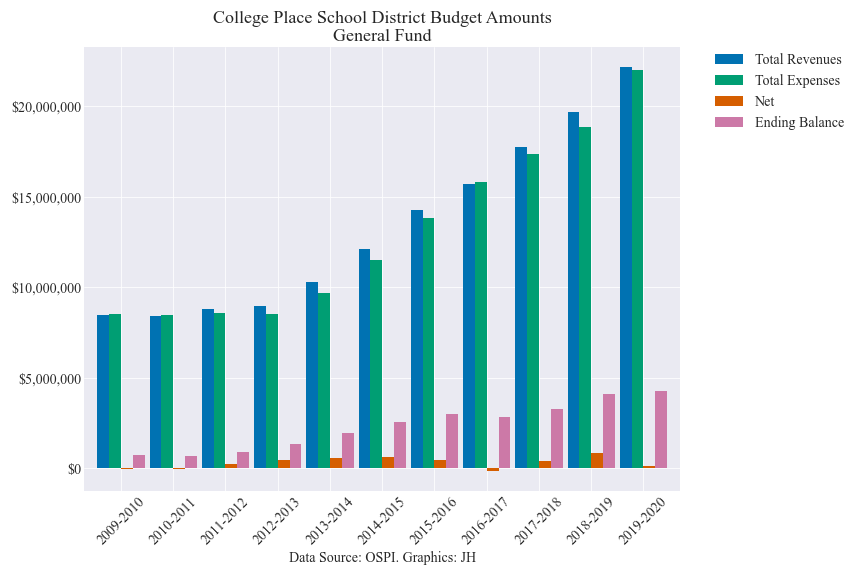 College Place School District Budget Amounts
General Fund
Total Revenues
Total Expenses
Net
Ending Balance
$20,000,000
$15,000,000
$10,000,000
$5,000,000
$0
2009-2010
2010-2011
2011-2012
2012-2013
2013-2014
2014-2015
2015-2016
2016-2017
2017-2018
2018-2019
2019-2020
Data Source: OSPI. Graphics: JH